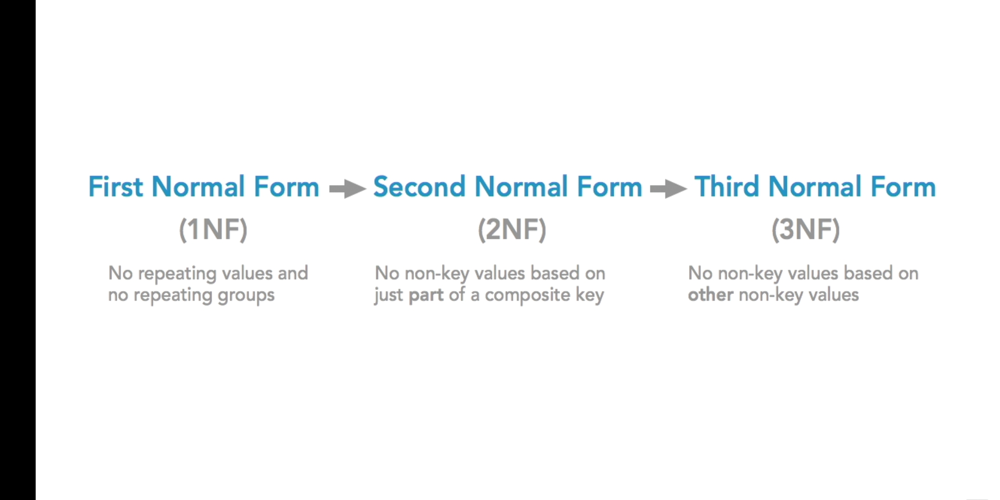 First Normal Form → Second Normal Form → Third Normal Form
(1NF) (2NF) (3NF)
No repeating values and
no repeating groups
No non-key values based on
just part of a composite key
No non-key values based on
other non-key values